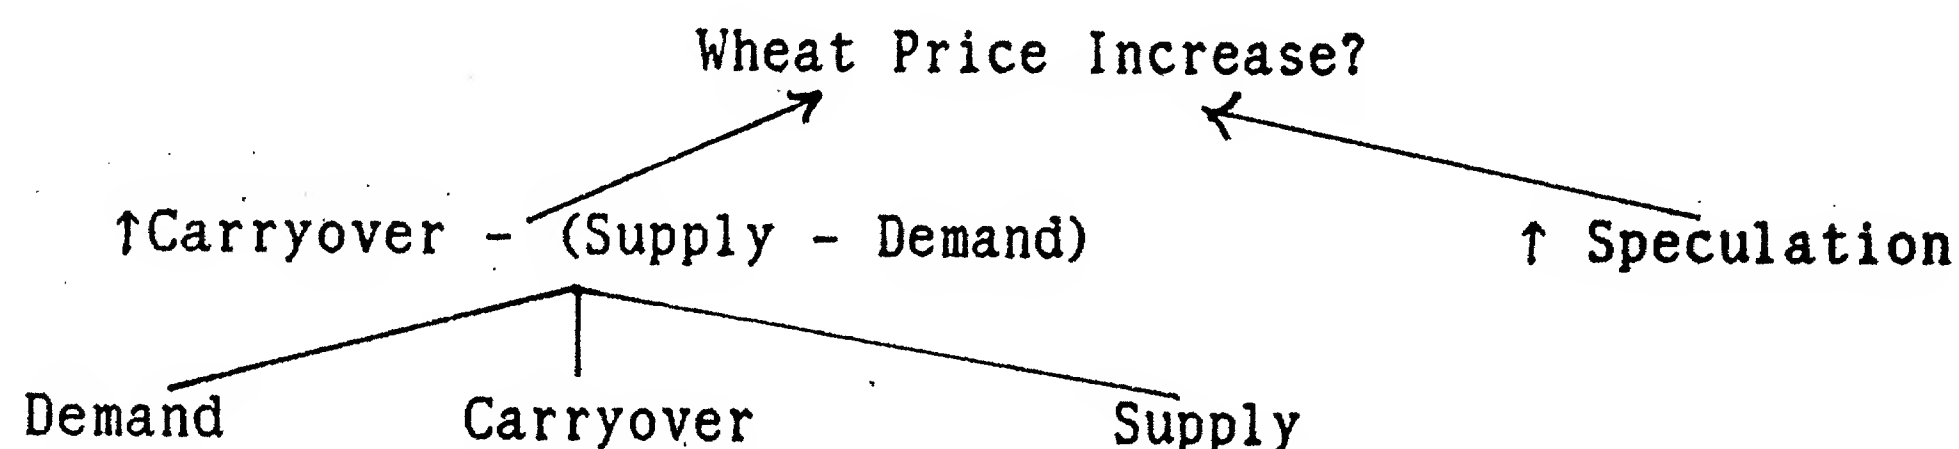 Wheat Price Increase?
↑Carryover - (Supply - Demand)
↑ Speculation
Demand
Carryover
Supply